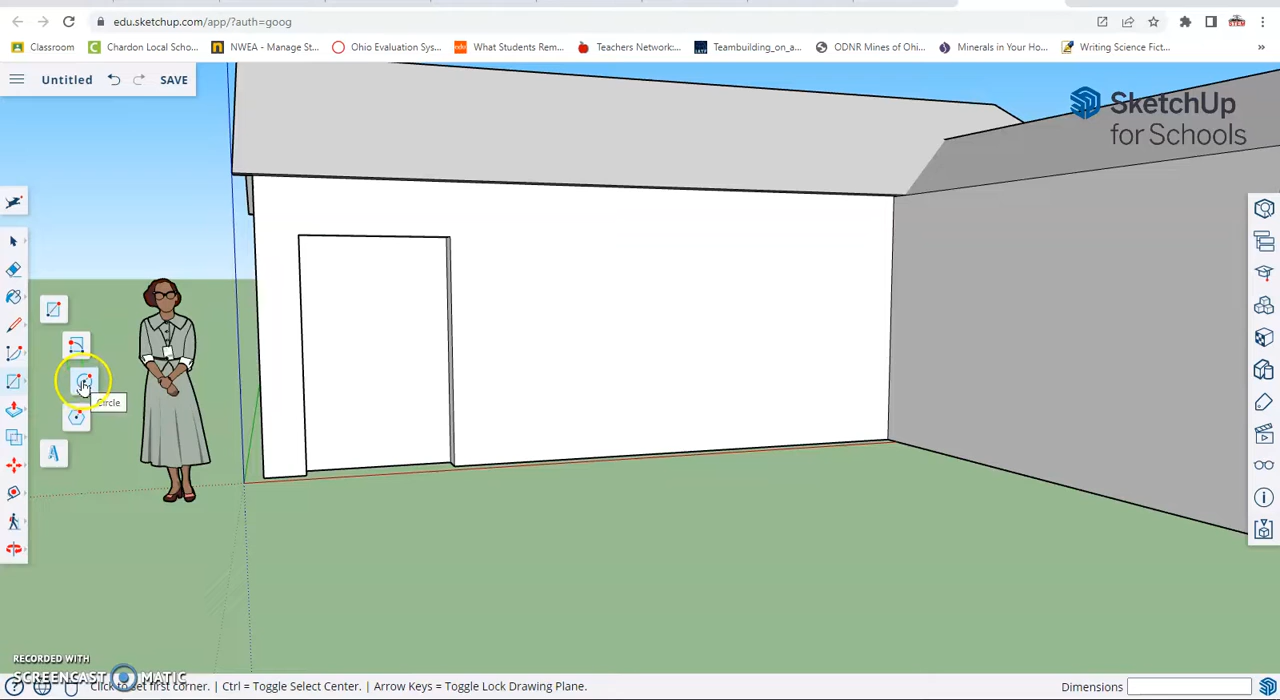 edu.sketchup.com/app/?auth=goog
Classroom
Chardon Local Scho...
NWEA - Manage St...
Ohio Evaluation Sys...
What Students Rem...
Teachers Network:...
Teambuilding_on_a...
ODNR Mines of Ohi...
Minerals in Your Ho...
Writing Science Fict...
»
Untitled
SAVE
SketchUp
for Schools
Circle
RECORDED WITH
SCREENCAST MATIC
Click to set first corner. | Ctrl = Toggle Select Center. | Arrow Keys = Toggle Lock Drawing Plane.
Dimensions